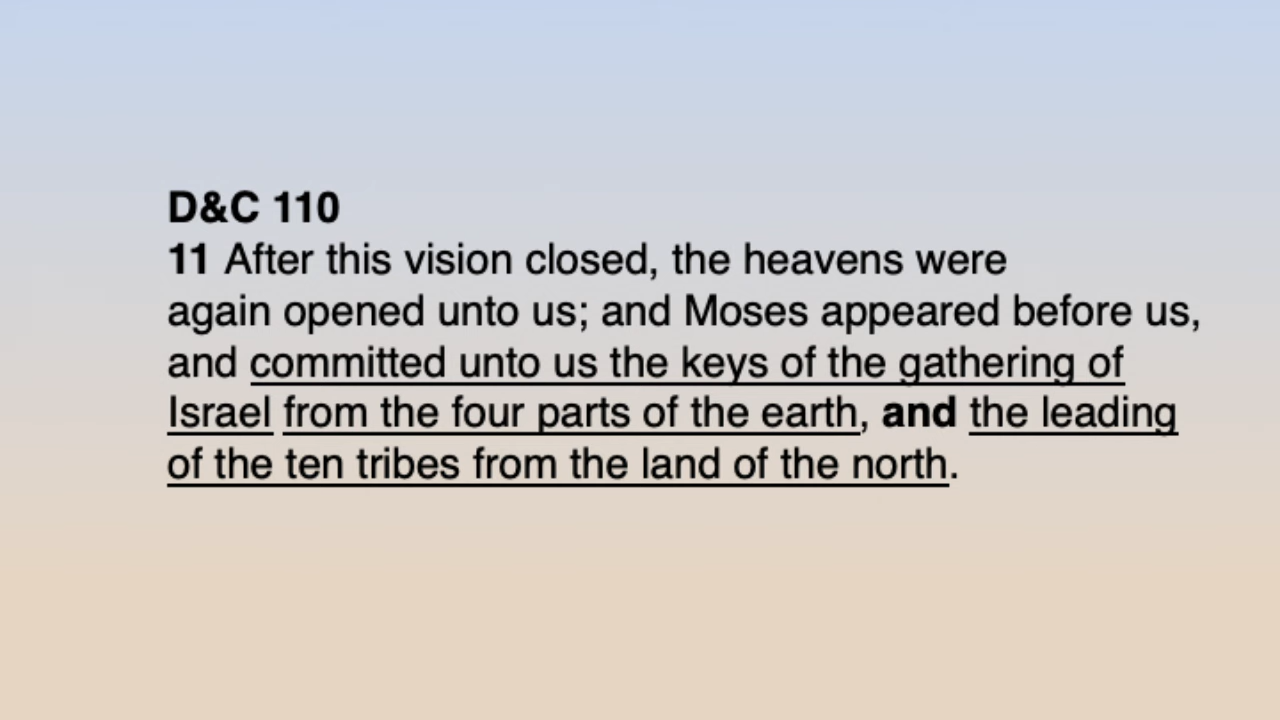 D&C 110
11 After this vision closed, the heavens were
again opened unto us; and Moses appeared before us,
and committed unto us the keys of the gathering of
Israel from the four parts of the earth, and the leading
of the ten tribes from the land of the north.